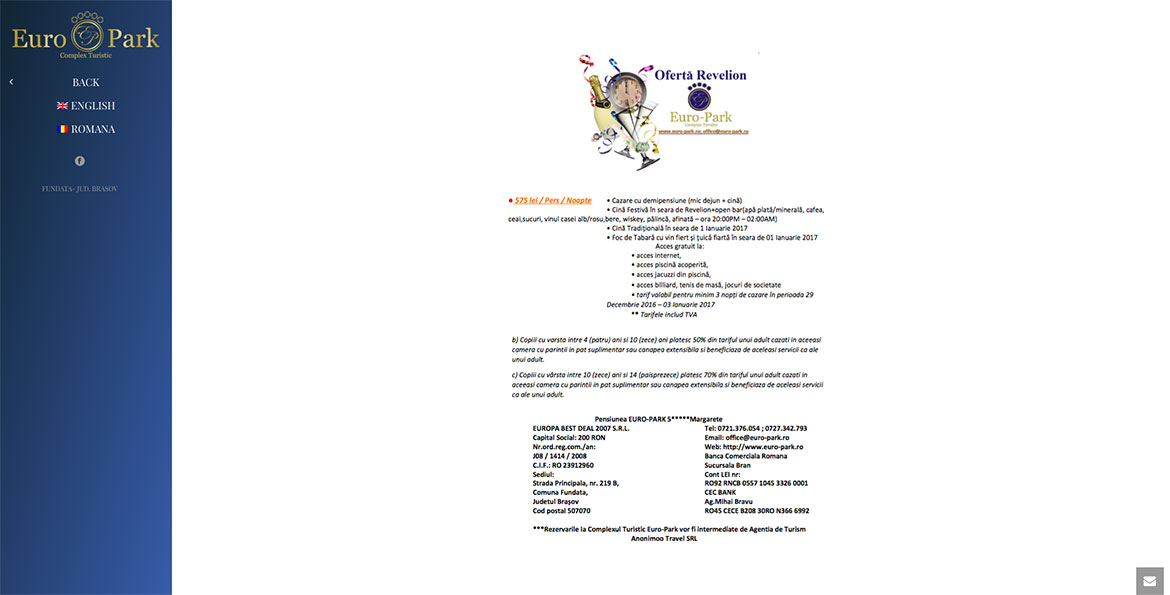 Euro Park
Complex Turistic
BACK
ENGLISH
ROMANA
FUNDATA- JUD. BRASOV
Ofertă Revelion
Euro-Park
Complex Turistic
www.euro-park.ro; office@euro-park.ro
• 575 lei / Pers / Noapte • Cazare cu demipensiune (mic dejun + cină)
• Cină Festivă în seara de Revelion+open bar(apă plată/minerală, cafea,
ceai,sucuri, vinul casei alb/rosu,bere, wiskey, pălincă, afinată – ora 20:00PM – 02:00AM)
• Cină Tradițională în seara de 1 Ianuarie 2017
• Foc de Tabară cu vin fiert și țuică fiartă în seara de 01 Ianuarie 2017
Acces gratuit la:
• acces internet,
• acces piscină acoperită,
• acces jacuzzi din piscină,
• acces billiard, tenis de masă, jocuri de societate
• tarif valabil pentru minim 3 nopți de cazare în perioada 29
Decembrie 2016 – 03 Ianuarie 2017
** Tarifele includ TVA
b) Copiii cu varsta intre 4 (patru) ani si 10 (zece) ani platesc 50% din tariful unui adult cazati in aceeasi
camera cu parintii in pat suplimentar sau canapea extensibila si beneficiaza de aceleasi servicii ca ale
unui adult.
c) Copiii cu vârsta intre 10 (zece) ani si 14 (paisprezece) platesc 70% din tariful unui adult cazati in
aceeasi camera cu parintii in pat suplimentar sau canapea extensibila si beneficiaza de aceleasi servicii
ca ale unui adult.
Pensiunea EURO-PARK 5*****Margarete
EUROPA BEST DEAL 2007 S.R.L.
Capital Social: 200 RON
Nr.ord.reg.com./an:
J08 / 1414 / 2008
C.I.F.: RO 23912960
Sediul:
Strada Principala, nr. 219 B,
Comuna Fundata,
Judetul Brașov
Cod postal 507070
Tel: 0721.376.054 ; 0727.342.793
Email: office@euro-park.ro
Web: http://www.euro-park.ro
Banca Comerciala Romana
Sucursala Bran
Cont LEI nr:
RO92 RNCB 0557 1045 3326 0001
CEC BANK
Ag.Mihai Bravu
RO45 CECE B208 30RO N366 6992
***Rezervarile la Complexul Turistic Euro-Park vor fi intermediate de Agentia de Turism
Anonimoo Travel SRL